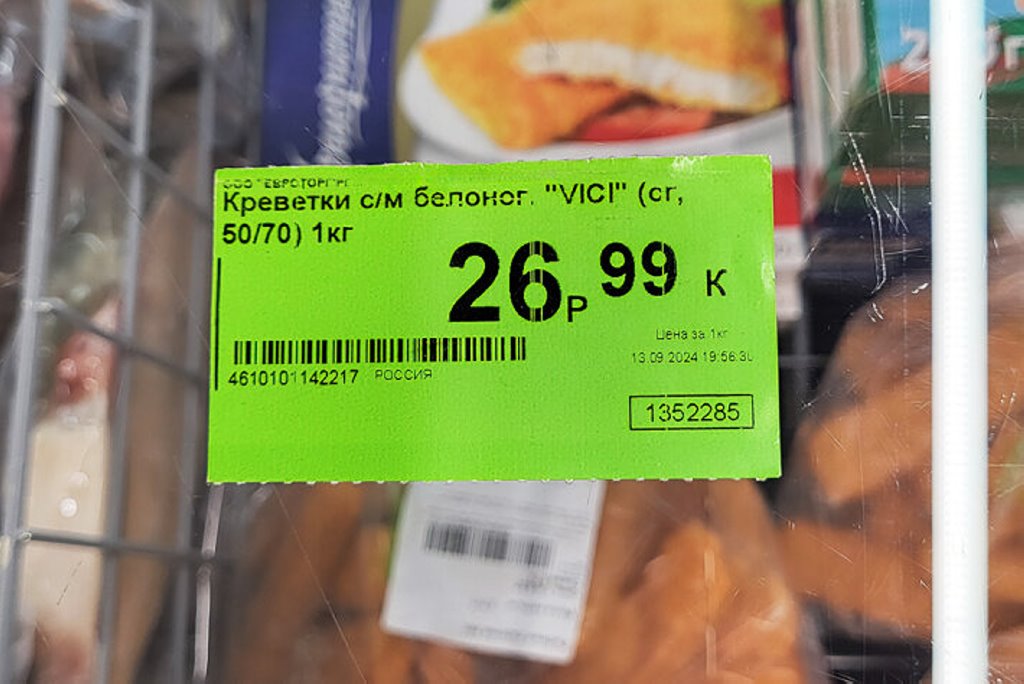 ООО "ЕВРОТОРГ"
Креветки с/м белоног. "VICI" (сг,
50/70) 1кг
26р 99 к
Цена за 1кг
13.09 2024 19:56:30
4610101142217 РОССИЯ
1352285